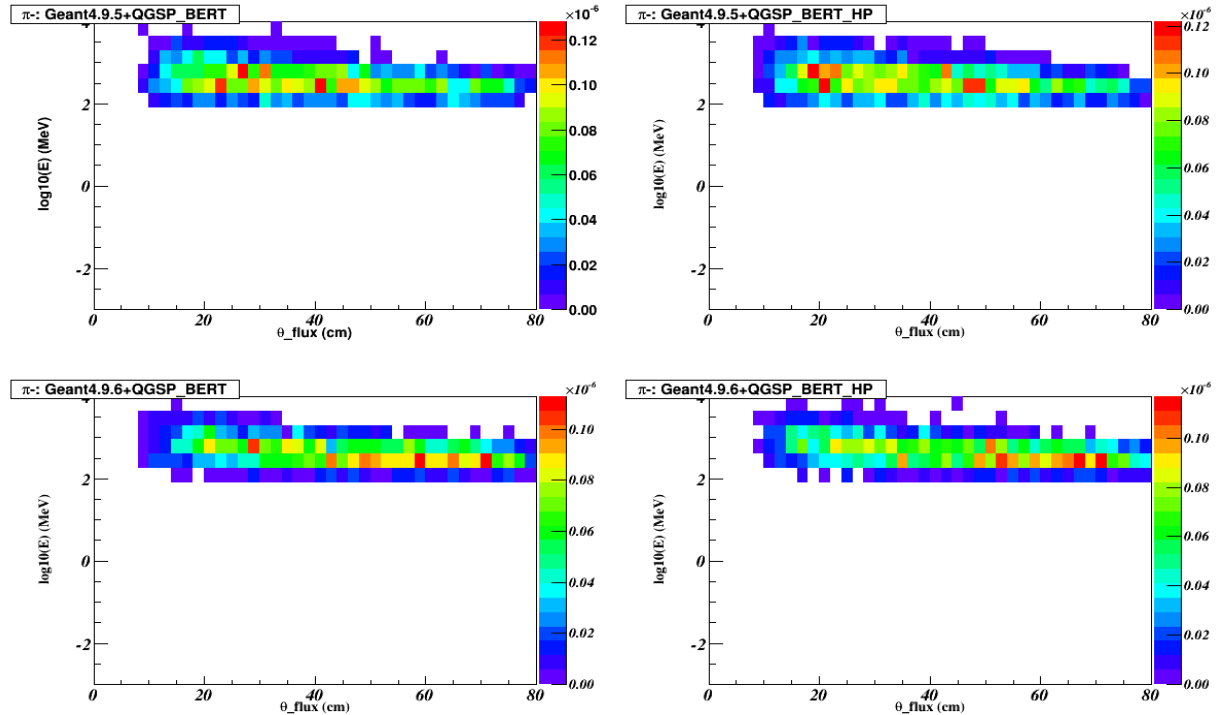 π-: Geant4.9.5+QGSP_BERT
×10-6
4
2
0
-2
log10(E) (MeV)
0 20 40 60 80
θ_flux (cm)
0.12
0.10
0.08
0.06
0.04
0.02
0.00
π-: Geant4.9.5+QGSP_BERT_HP
×10-6
4
2
0
-2
log10(E) (MeV)
0 20 40 60 80
θ_flux (cm)
0.12
0.10
0.08
0.06
0.04
0.02
0.00
π-: Geant4.9.6+QGSP_BERT
×10-6
4
2
0
-2
log10(E) (MeV)
0 20 40 60 80
θ_flux (cm)
0.10
0.08
0.06
0.04
0.02
0.00
π-: Geant4.9.6+QGSP_BERT_HP
×10-6
4
2
0
-2
log10(E) (MeV)
0 20 40 60 80
θ_flux (cm)
0.10
0.08
0.06
0.04
0.02
0.00